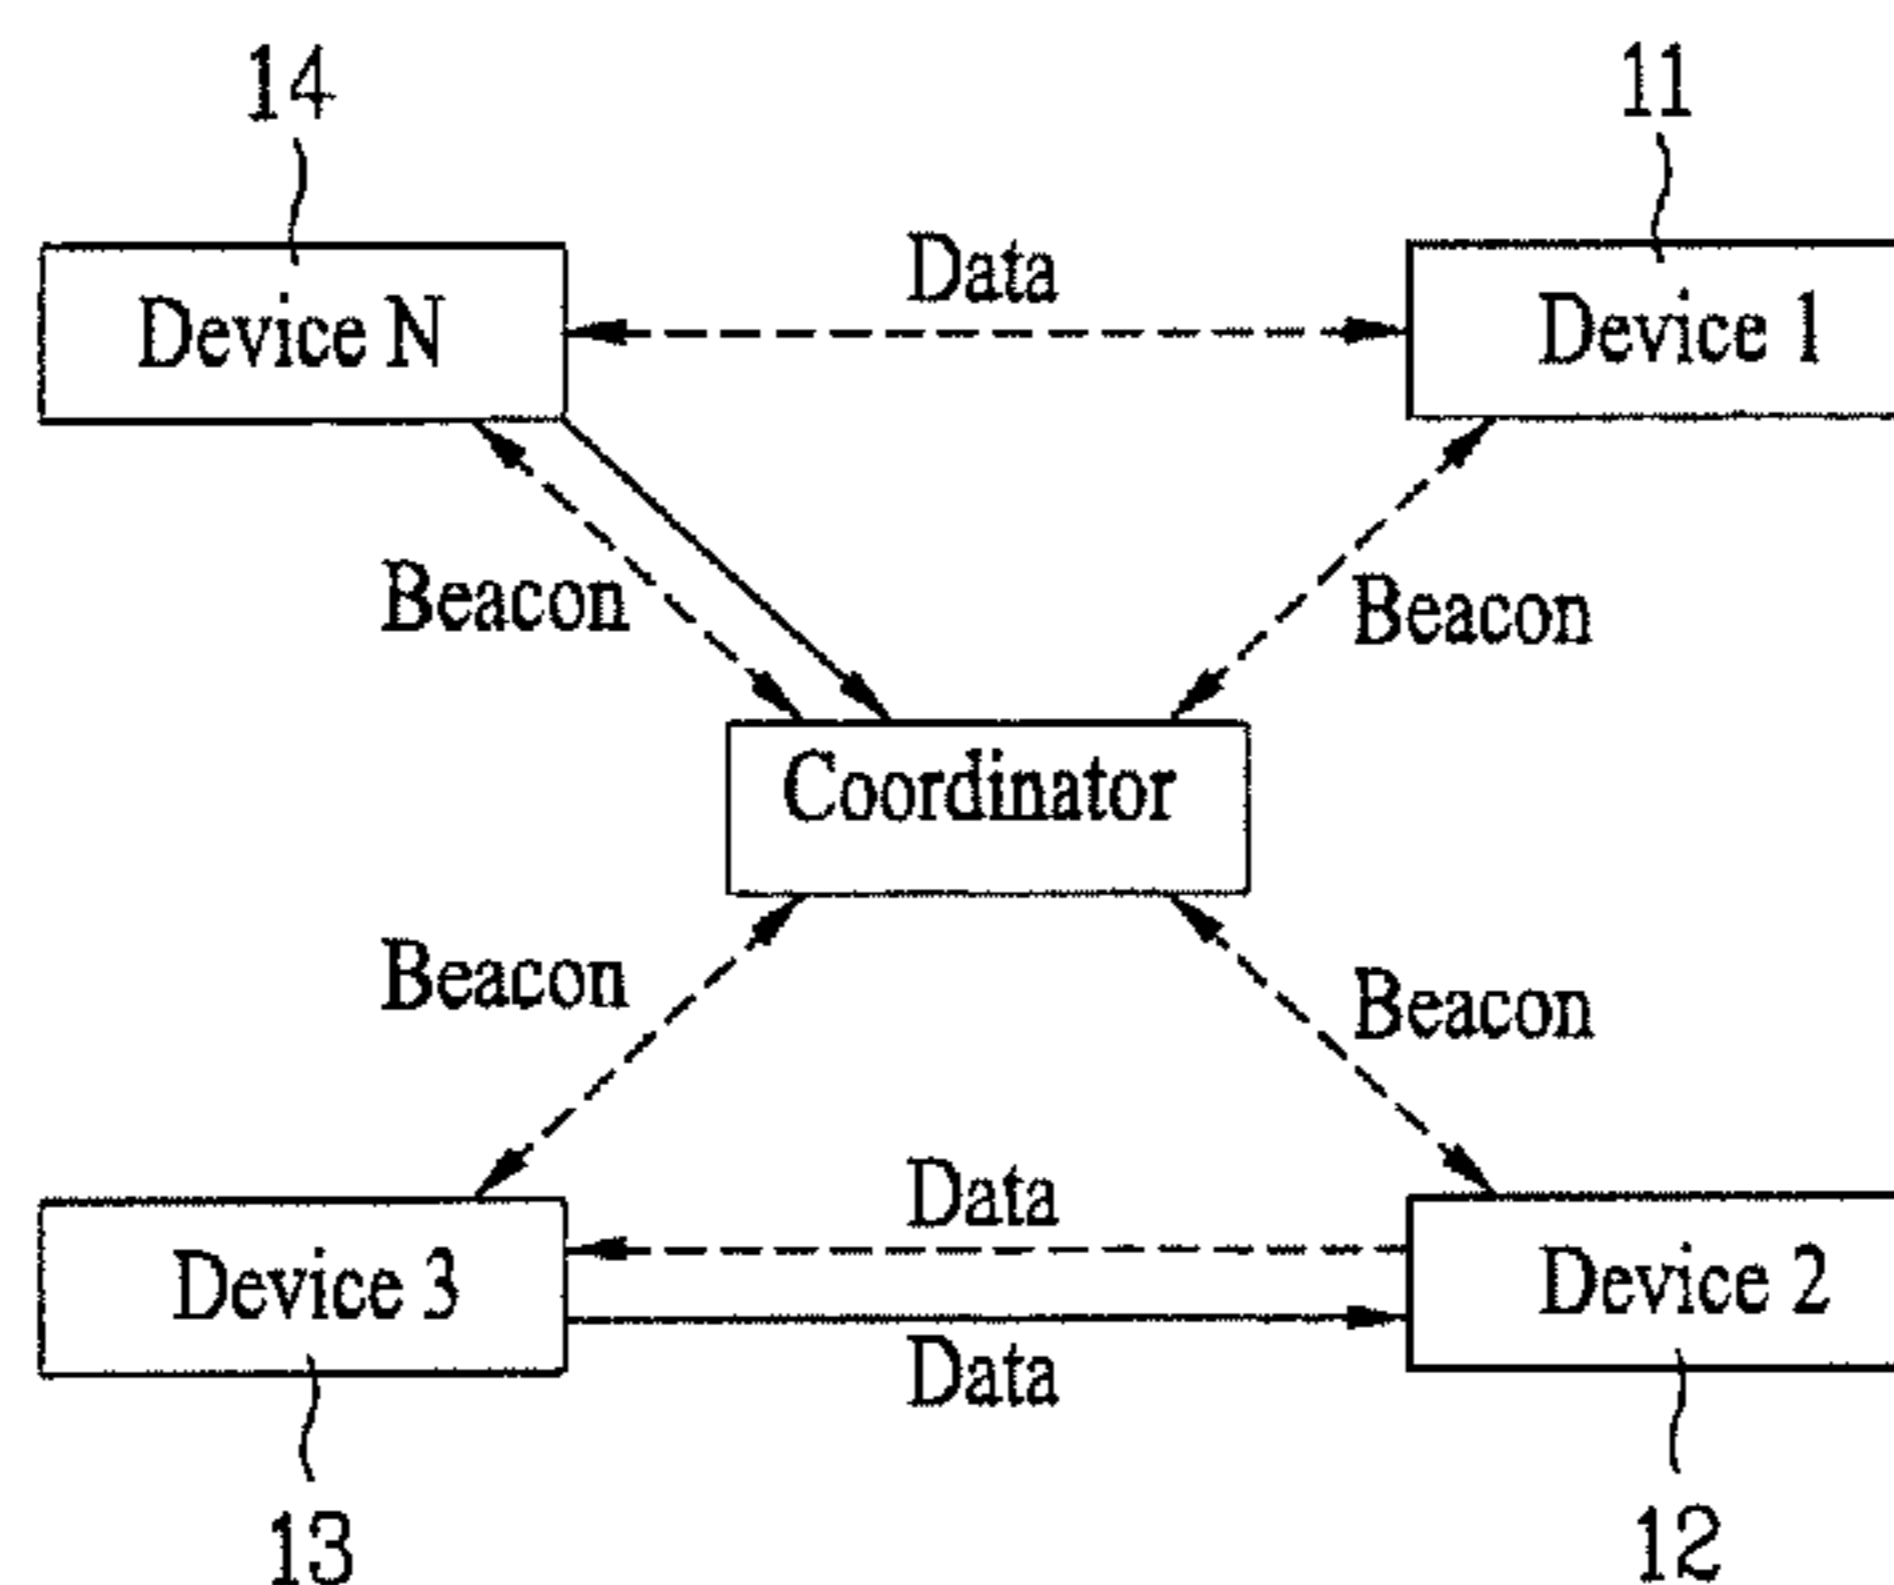 14
11
Device N
Data
Device 1
Beacon
Beacon
Coordinator
Beacon
Beacon
Data
Device 3
Device 2
Data
13
12